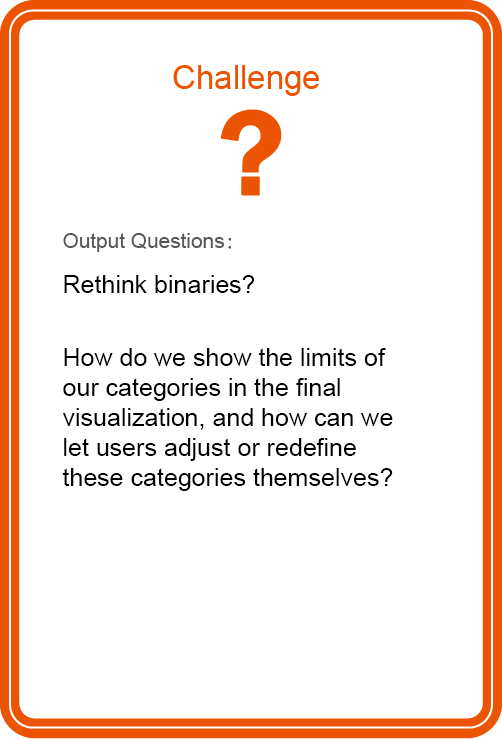 Challenge
?
Output Questions:
Rethink binaries?
How do we show the limits of
our categories in the final
visualization, and how can we
let users adjust or redefine
these categories themselves?